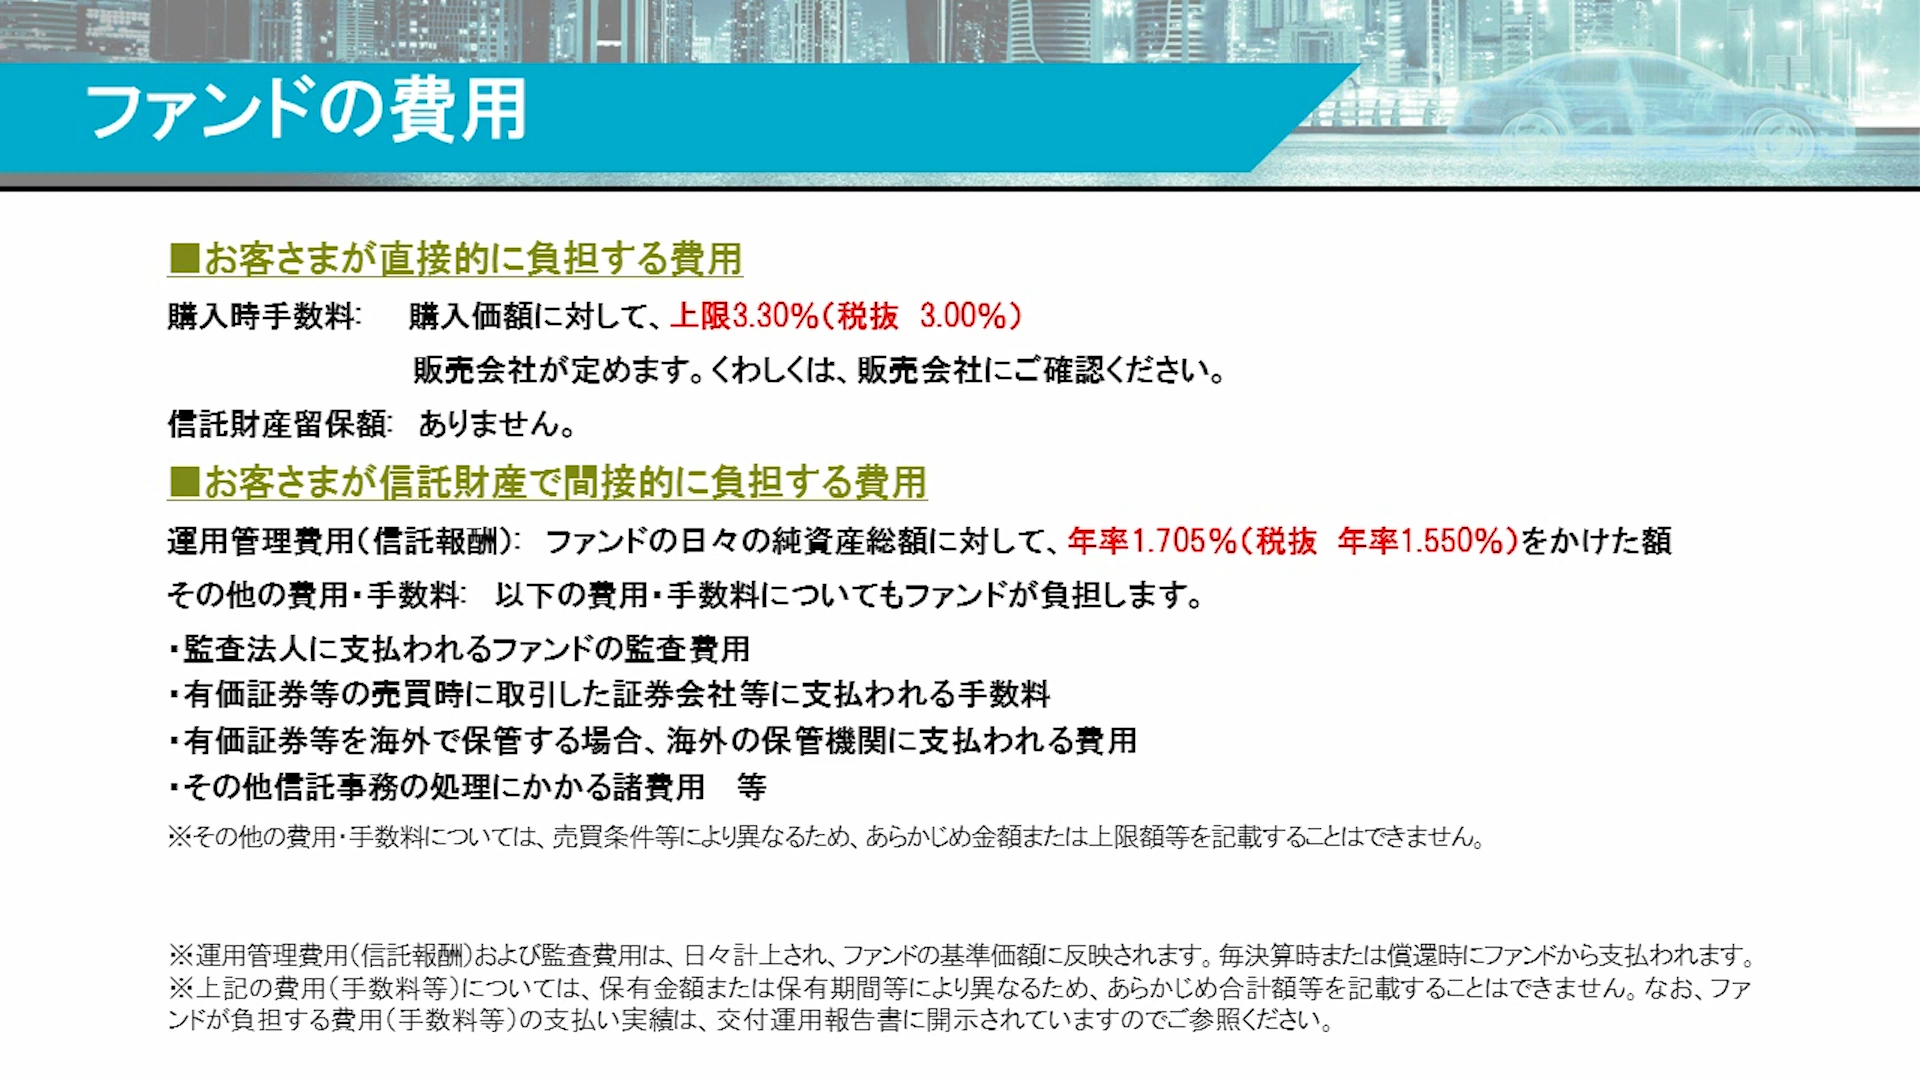 ファンドの費用
■お客さまが直接的に負担する費用
購入時手数料:　購入価額に対して、上限3.30%(税抜　3.00%)
販売会社が定めます。くわしくは、販売会社にご確認ください。
信託財産留保額:　ありません。
■お客さまが信託財産で間接的に負担する費用
運用管理費用(信託報酬):　ファンドの日々の純資産総額に対して、年率1.705%(税抜　年率1.550%)をかけた額
その他の費用・手数料:　以下の費用・手数料についてもファンドが負担します。
・監査法人に支払われるファンドの監査費用
・有価証券等の売買時に取引した証券会社等に支払われる手数料
・有価証券等を海外で保管する場合、海外の保管機関に支払われる費用
・その他信託事務の処理にかかる諸費用　等
※その他の費用・手数料については、売買条件等により異なるため、あらかじめ金額または上限額等を記載することはできません。
※運用管理費用(信託報酬)および監査費用は、日々計上され、ファンドの基準価額に反映されます。毎決算時または償還時にファンドから支払われます。
※上記の費用(手数料等)については、保有金額または保有期間等により異なるため、あらかじめ合計額等を記載することはできません。なお、ファ
ンドが負担する費用(手数料等)の支払い実績は、交付運用報告書に開示されていますのでご参照ください。